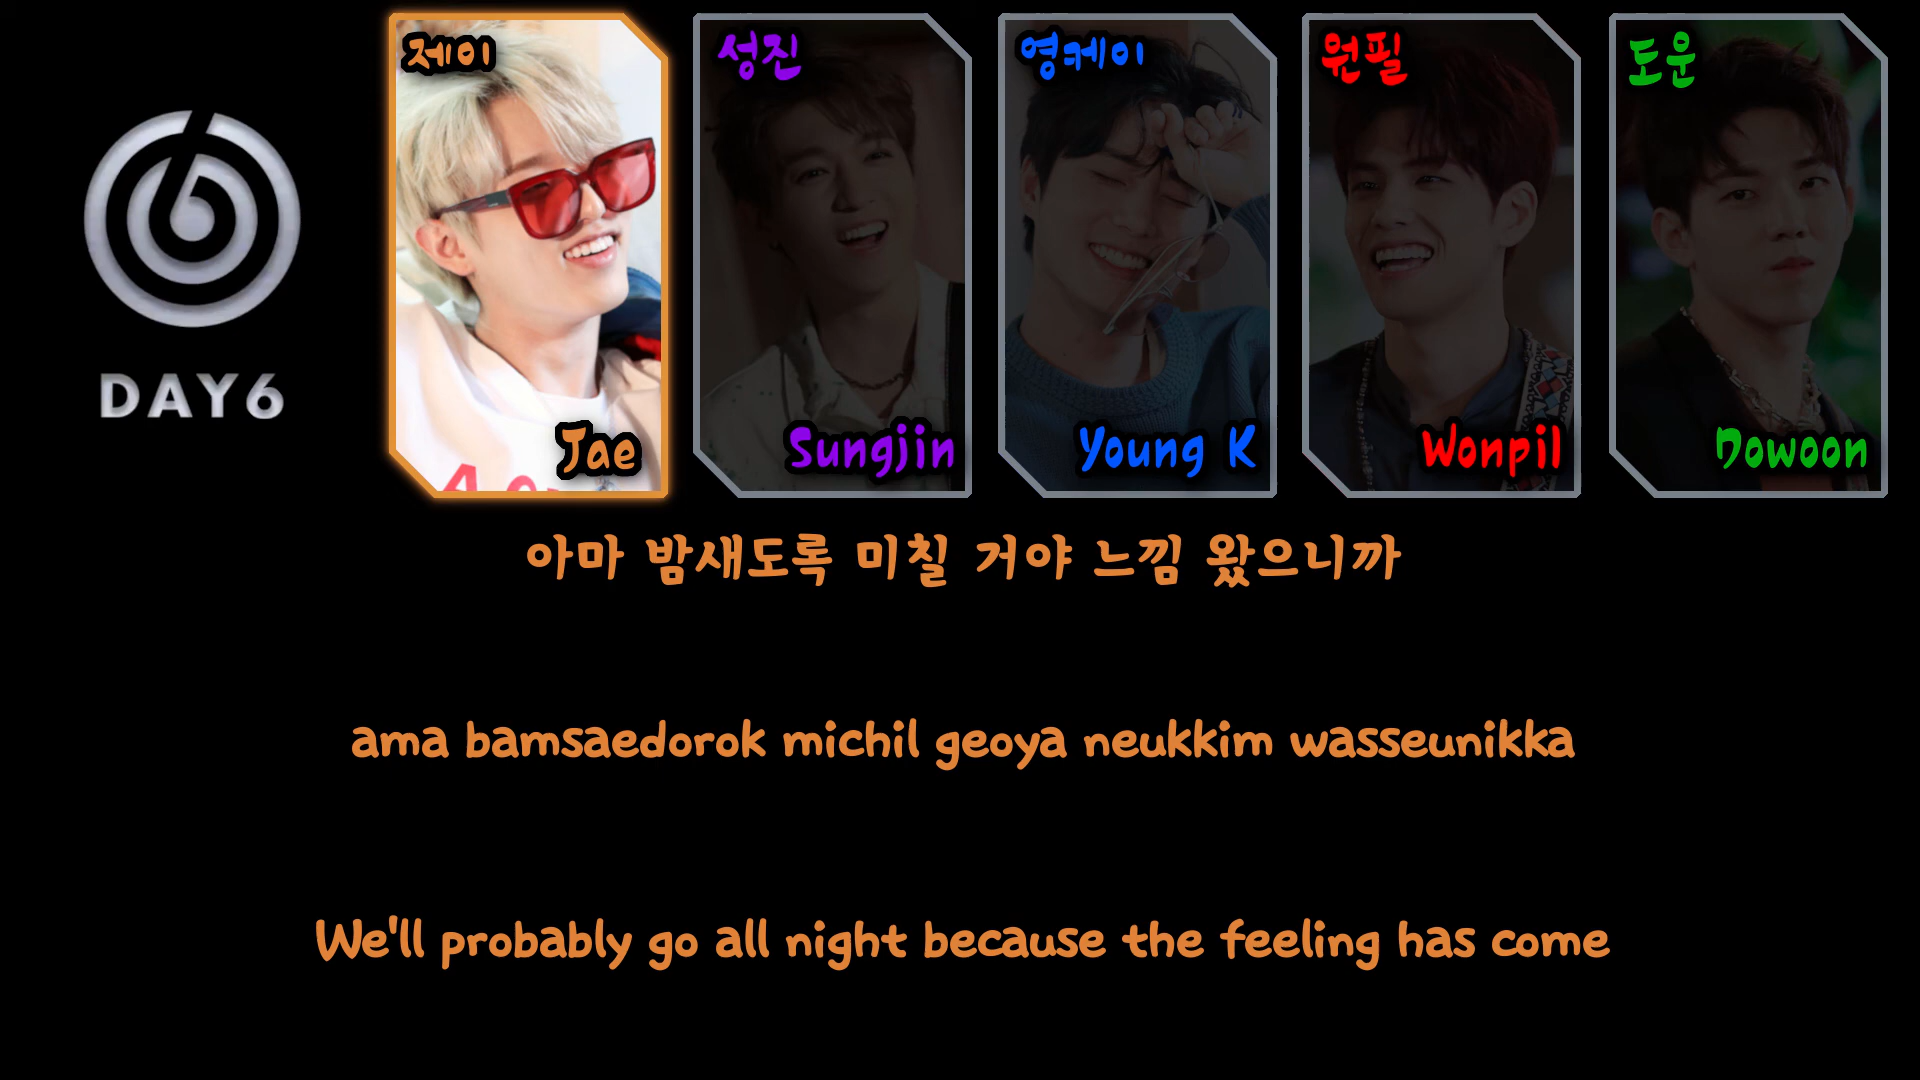 제이
Jae
성진
Sungjin
영케이
Young K
원필
Wonpil
도운
Dowoon
DAY6
아마 밤새도록 미칠 거야 느낌 왔으니까
ama bamsaedorok michil geoya neukkim wasseunikka
We'll probably go all night because the feeling has come